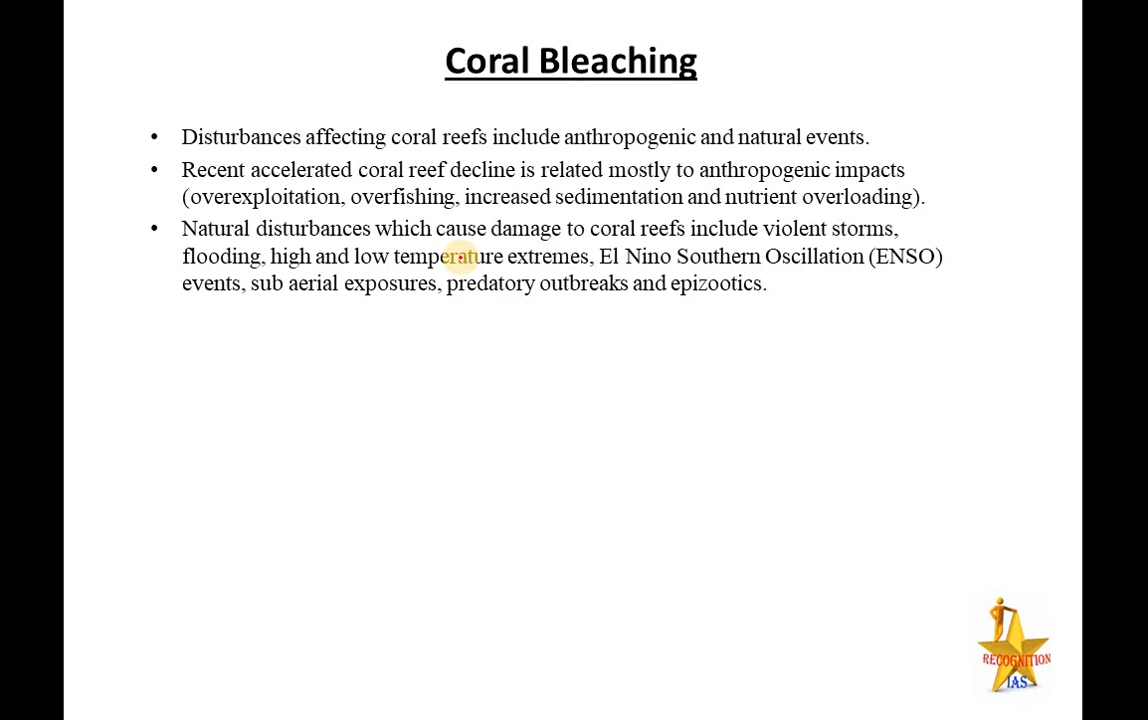 Coral Bleaching
• Disturbances affecting coral reefs include anthropogenic and natural events.
• Recent accelerated coral reef decline is related mostly to anthropogenic impacts
(overexploitation, overfishing, increased sedimentation and nutrient overloading).
• Natural disturbances which cause damage to coral reefs include violent storms,
flooding, high and low temperature extremes, El Nino Southern Oscillation (ENSO)
events, sub aerial exposures, predatory outbreaks and epizootics.
RECOGNITION
IAS